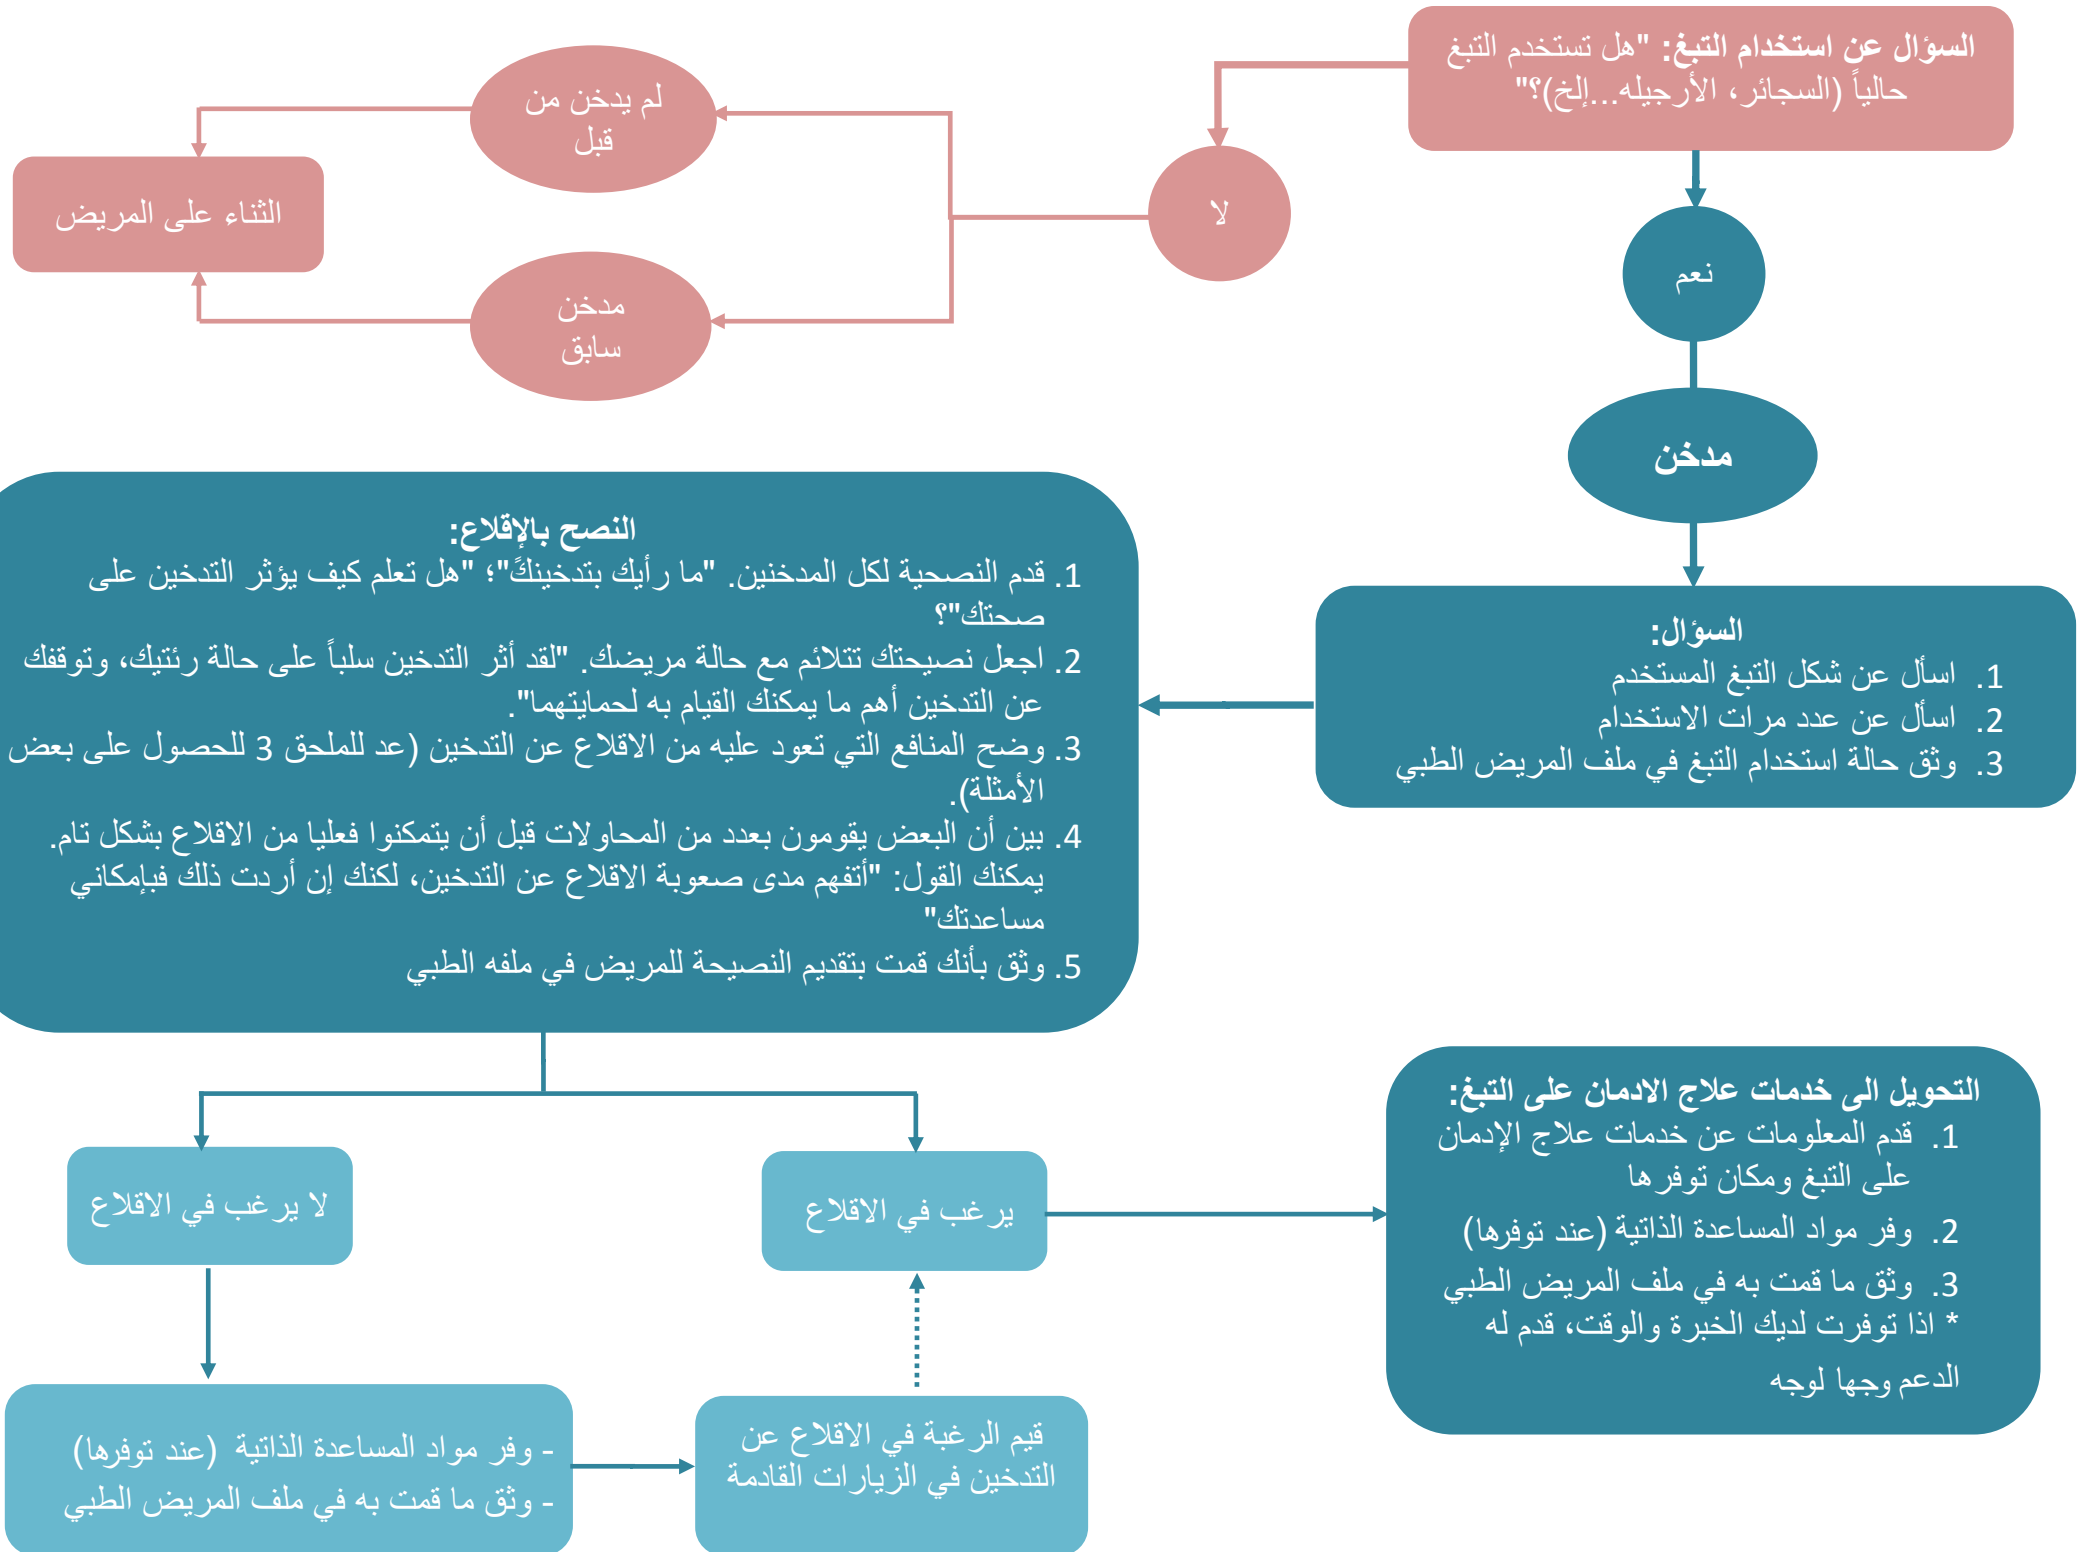 السؤال عن استخدام التبغ: "هل تستخدم التبغ
حالياً (السجائر، الأرجيله...إلخ)؟"
لا
لم يدخن من
قبل
مدخن
سابق
الثناء على المريض
نعم
مدخن
السؤال:
1. اسأل عن شكل التبغ المستخدم
2. اسأل عن عدد مرات الاستخدام
3. وثق حالة استخدام التبغ في ملف المريض الطبي
النصح بالإقلاع:
1. قدم النصحية لكل المدخنين. "ما رأيك بتدخينكً"؛ "هل تعلم كيف يؤثر التدخين على
صحتك"؟
2. اجعل نصيحتك تتلائم مع حالة مريضك. "لقد أثر التدخين سلباً على حالة رئتيك، وتوقفك
عن التدخين أهم ما يمكنك القيام به لحمايتهما".
3. وضح المنافع التي تعود عليه من الاقلاع عن التدخين (عد للملحق 3 للحصول على بعض
الأمثلة).
4. بين أن البعض يقومون بعدد من المحاولات قبل أن يتمكنوا فعليا من الاقلاع بشكل تام.
يمكنك القول: "أتفهم مدى صعوبة الاقلاع عن التدخين، لكنك إن أردت ذلك فبإمكاني
مساعدتك"
5. وثق بأنك قمت بتقديم النصيحة للمريض في ملفه الطبي
يرغب في الاقلاع
لا يرغب في الاقلاع
التحويل الى خدمات علاج الادمان على التبغ:
1. قدم المعلومات عن خدمات علاج الإدمان
على التبغ ومكان توفرها
2. وفر مواد المساعدة الذاتية (عند توفرها)
3. وثق ما قمت به في ملف المريض الطبي
* اذا توفرت لديك الخبرة والوقت، قدم له
الدعم وجها لوجه
- وفر مواد المساعدة الذاتية (عند توفرها)
- وثق ما قمت به في ملف المريض الطبي
قيم الرغبة في الاقلاع عن
التدخين في الزيارات القادمة